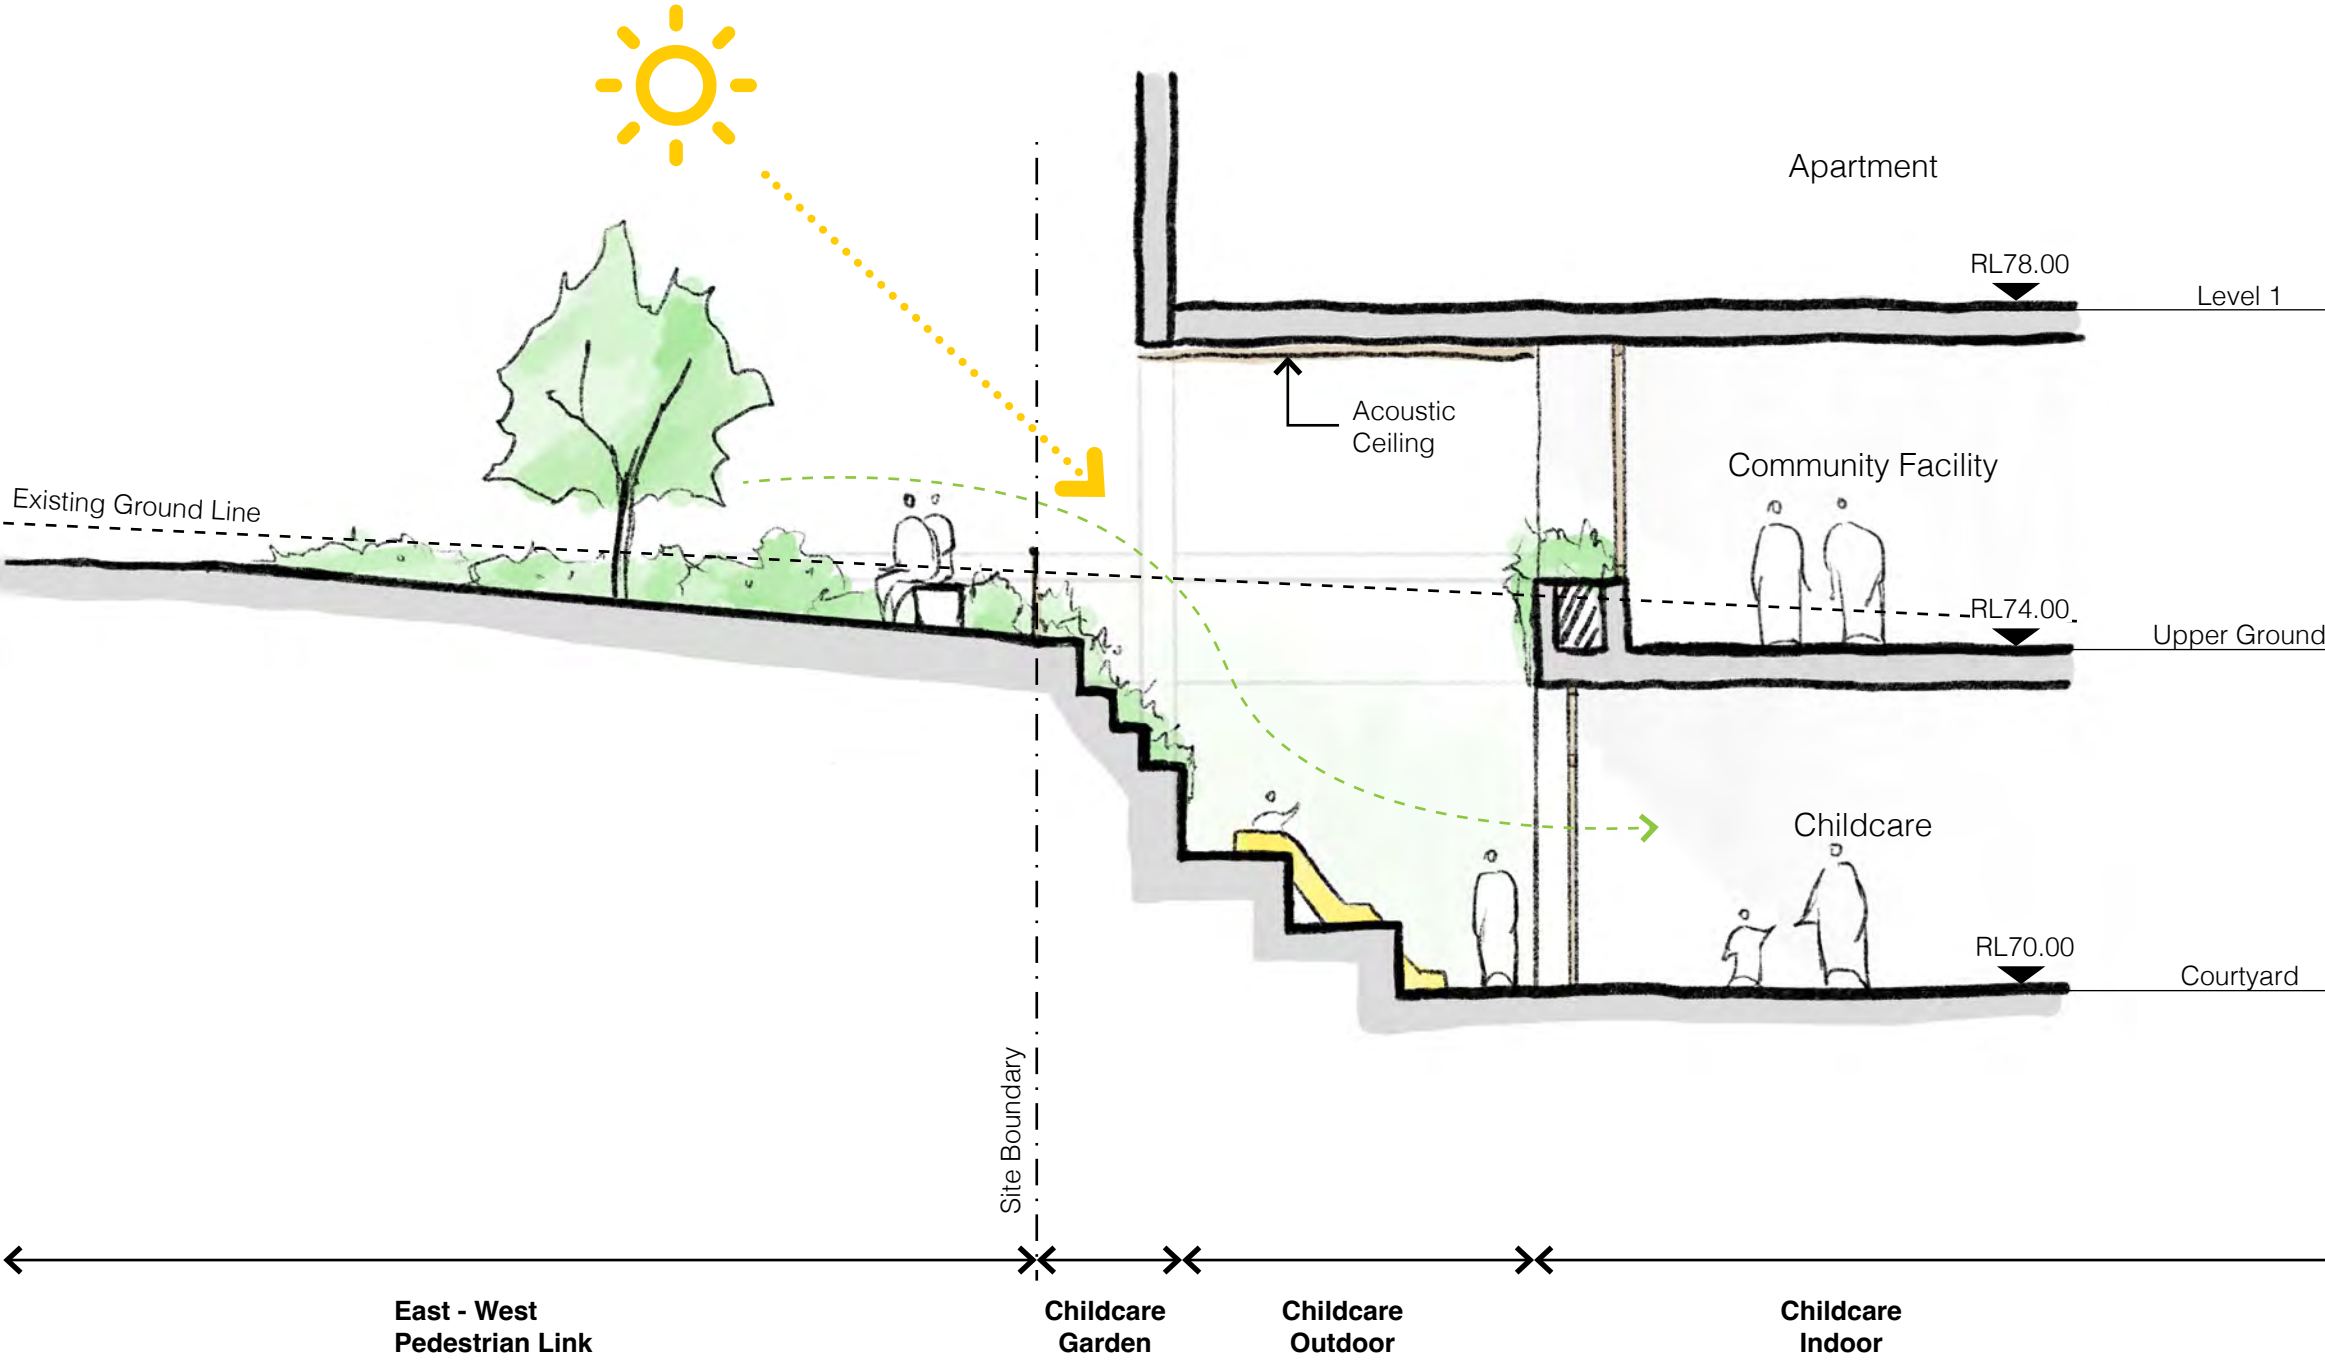 Apartment
RL78.00
Level 1
Acoustic
Ceiling
Community Facility
Existing Ground Line
RL74.00
Upper Ground
Childcare
RL70.00
Courtyard
Site Boundary
East - West
Pedestrian Link
Childcare
Garden
Childcare
Outdoor
Childcare
Indoor